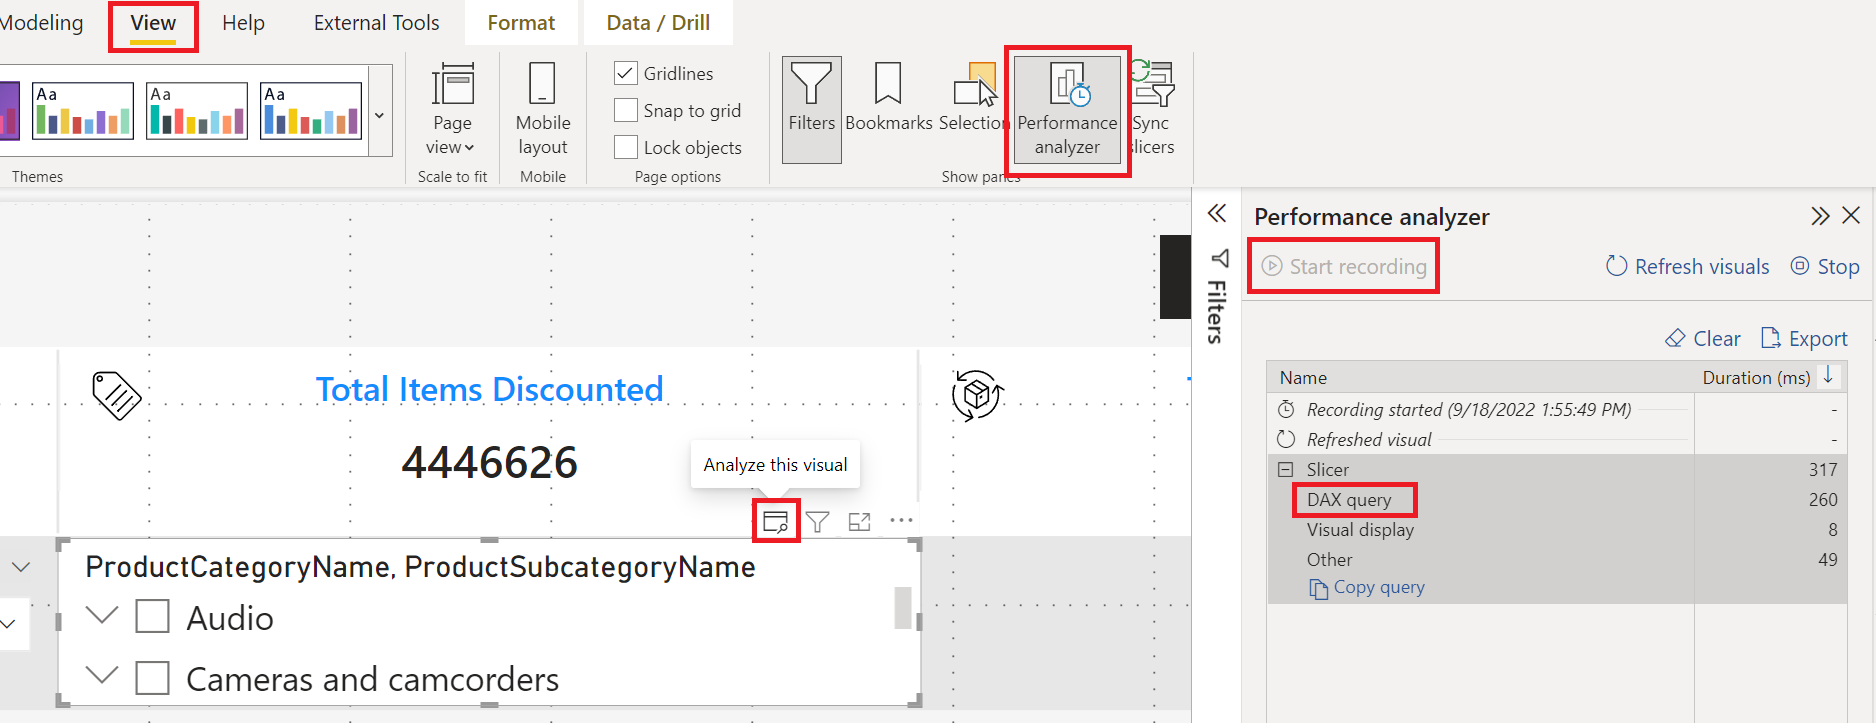 Modeling View Help External Tools Format Data / Drill
Aa Aa Aa
Gridlines
Snap to grid
Lock objects
Page
view
Mobile
layout
Filters
Bookmarks
Selection
Performance
analyzer
Sync
slicers
Themes
Scale to fit
Mobile
Page options
Show panes
Filters
Performance analyzer
Start recording
Refresh visuals
Stop
Clear
Export
Name Duration (ms)
Recording started (9/18/2022 1:55:49 PM) -
Refreshed visual -
Slicer 317
DAX query 260
Visual display 8
Other 49
Copy query
Total Items Discounted
4446626
Analyze this visual
ProductCategoryName, ProductSubcategoryName
Audio
Cameras and camcorders